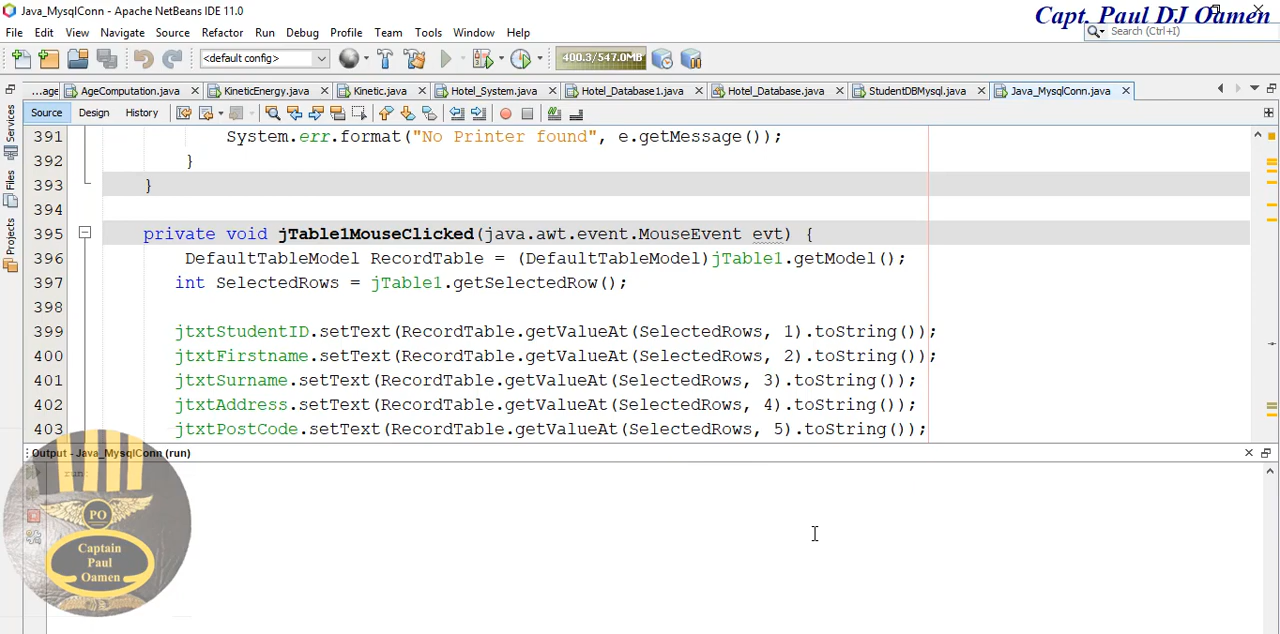 Java_MysqlConn - Apache NetBeans IDE 11.0
Capt. Paul DJ Oamen
File Edit View Navigate Source Refactor Run Debug Profile Team Tools Window Help
Search (Ctrl+I)
<default config>
400.3/547.0MB
...age AgeComputation.java KineticEnergy.java Kinetic.java Hotel_System.java Hotel_Database1.java Hotel_Database.java StudentDBMysql.java Java_MysqlConn.java
Source Design History
Services
Files
Projects
391 System.err.format("No Printer found", e.getMessage());
392 }
393 }
394
395 private void jTable1MouseClicked(java.awt.event.MouseEvent evt) {
396 DefaultTableModel RecordTable = (DefaultTableModel)jTable1.getModel();
397 int SelectedRows = jTable1.getSelectedRow();
398
399 jtxtStudentID.setText(RecordTable.getValueAt(SelectedRows, 1).toString());
400 jtxtFirstname.setText(RecordTable.getValueAt(SelectedRows, 2).toString());
401 jtxtSurname.setText(RecordTable.getValueAt(SelectedRows, 3).toString());
402 jtxtAddress.setText(RecordTable.getValueAt(SelectedRows, 4).toString());
403 jtxtPostCode.setText(RecordTable.getValueAt(SelectedRows, 5).toString());
Output - Java_MysqlConn (run)
run:
PO
Captain
Paul
Oamen